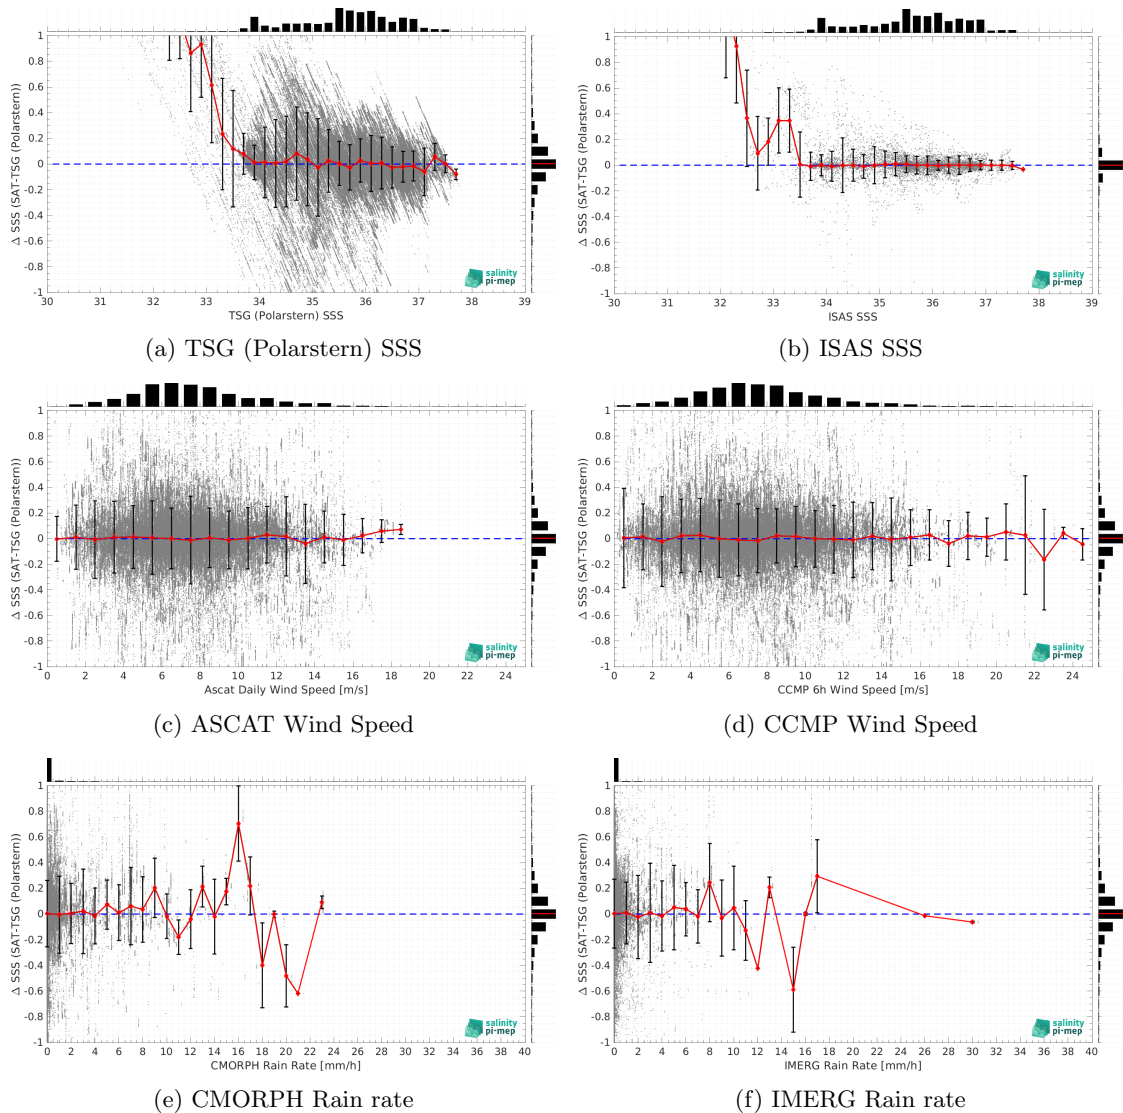 1
0.8
0.6
0.4
0.2
0
-0.2
-0.4
-0.6
-0.8
-1
Δ SSS (SAT-TSG (Polarstern))
30 31 32 33 34 35 36 37 38 39
TSG (Polarstern) SSS
salinity
pi-mep
(a) TSG (Polarstern) SSS
1
0.8
0.6
0.4
0.2
0
-0.2
-0.4
-0.6
-0.8
-1
Δ SSS (SAT-TSG (Polarstern))
30 31 32 33 34 35 36 37 38 39
ISAS SSS
salinity
pi-mep
(b) ISAS SSS
1
0.8
0.6
0.4
0.2
0
-0.2
-0.4
-0.6
-0.8
-1
Δ SSS (SAT-TSG (Polarstern))
0 2 4 6 8 10 12 14 16 18 20 22 24
Ascat Daily Wind Speed [m/s]
salinity
pi-mep
(c) ASCAT Wind Speed
1
0.8
0.6
0.4
0.2
0
-0.2
-0.4
-0.6
-0.8
-1
Δ SSS (SAT-TSG (Polarstern))
0 2 4 6 8 10 12 14 16 18 20 22 24
CCMP 6h Wind Speed [m/s]
salinity
pi-mep
(d) CCMP Wind Speed
1
0.8
0.6
0.4
0.2
0
-0.2
-0.4
-0.6
-0.8
-1
Δ SSS (SAT-TSG (Polarstern))
0 2 4 6 8 10 12 14 16 18 20 22 24 26 28 30 32 34 36 38 40
CMORPH Rain Rate [mm/h]
salinity
pi-mep
(e) CMORPH Rain rate
1
0.8
0.6
0.4
0.2
0
-0.2
-0.4
-0.6
-0.8
-1
Δ SSS (SAT-TSG (Polarstern))
0 2 4 6 8 10 12 14 16 18 20 22 24 26 28 30 32 34 36 38 40
IMERG Rain Rate [mm/h]
salinity
pi-mep
(f) IMERG Rain rate